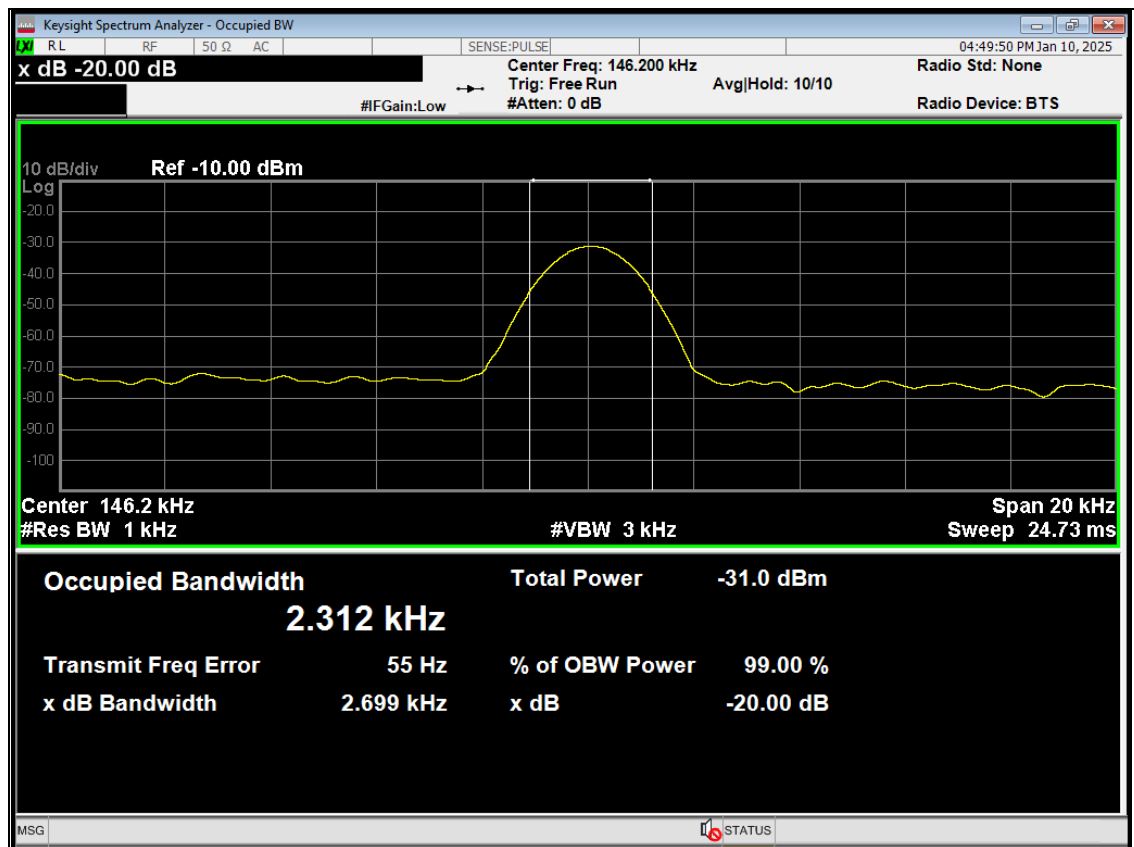 Keysight Spectrum Analyzer - Occupied BW
LXI RL RF 50 Ω AC SENSE:PULSE 04:49:50 PM Jan 10, 2025
x dB -20.00 dB Center Freq: 146.200 kHz Radio Std: None
Trig: Free Run Avg|Hold: 10/10
#IFGain:Low #Atten: 0 dB Radio Device: BTS
10 dB/div Ref -10.00 dBm
Log
-20.0
-30.0
-40.0
-50.0
-60.0
-70.0
-80.0
-90.0
-100
Center 146.2 kHz Span 20 kHz
#Res BW 1 kHz #VBW 3 kHz Sweep 24.73 ms
Occupied Bandwidth Total Power -31.0 dBm
2.312 kHz
Transmit Freq Error 55 Hz % of OBW Power 99.00 %
x dB Bandwidth 2.699 kHz x dB -20.00 dB
MSG STATUS